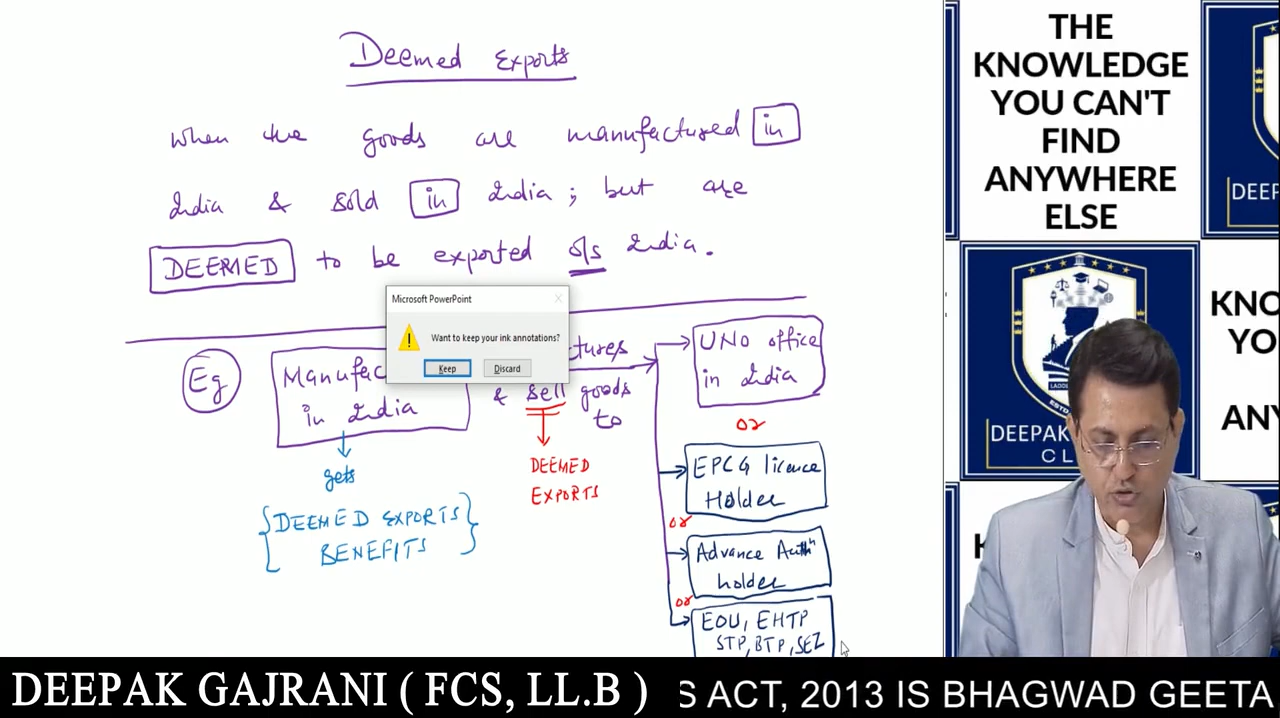 Deemed Exports
when the goods are manufactured in
India & sold in India ; but are
DEEMED to be exported o/s India.
Microsoft PowerPoint
Want to keep your ink annotations?
Keep
Discard
Eg
Manufac
in India
ctures
& sell goods
to
gets
DEEMED EXPORTS
BENEFITS
DEEMED
EXPORTS
UNO office
in India
or
EPCG licence
Holder
or
Advance Authn
holder
or
EOU, EHTP
STP, BTP, SEZ
THE
KNOWLEDGE
YOU CAN'T
FIND
ANYWHERE
ELSE
DEEP
DEEPAK
CL
KNO
YO
ANY
DEEPAK GAJRANI ( FCS, LL.B )
S ACT, 2013 IS BHAGWAD GEETA